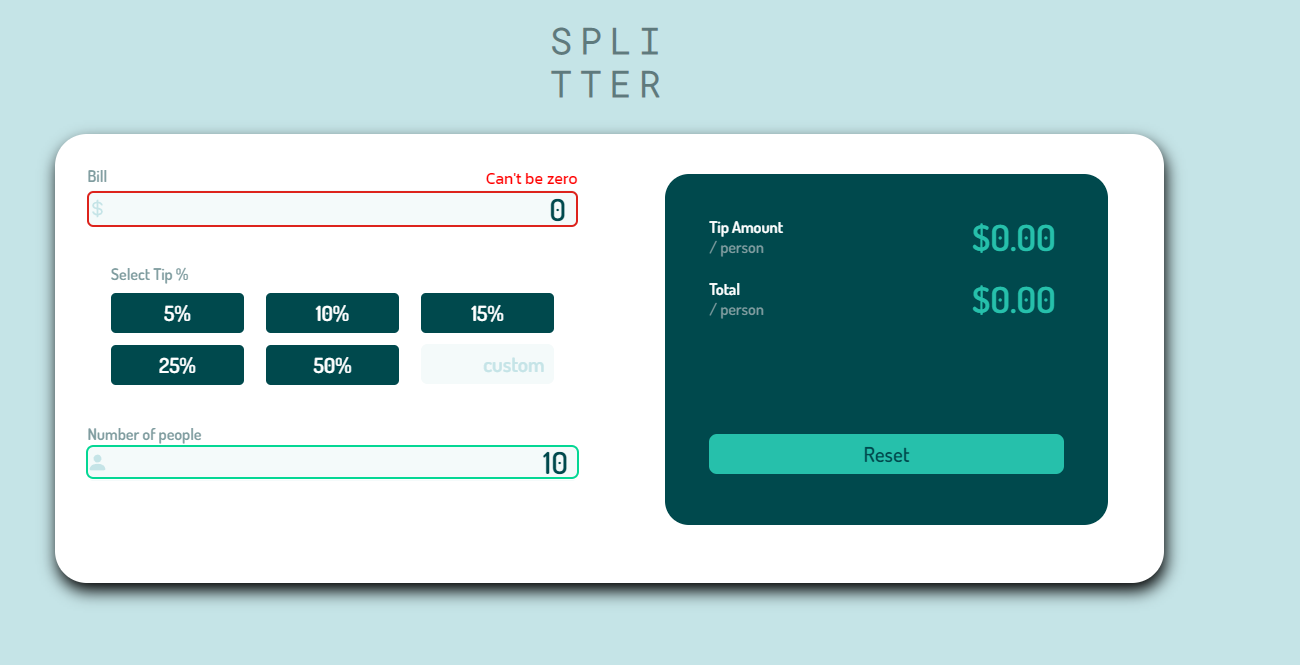 SPLI
TTER
Bill
Can't be zero
$
0
Select Tip %
5%
10%
15%
25%
50%
custom
Number of people
10
Tip Amount
/ person
$0.00
Total
/ person
$0.00
Reset